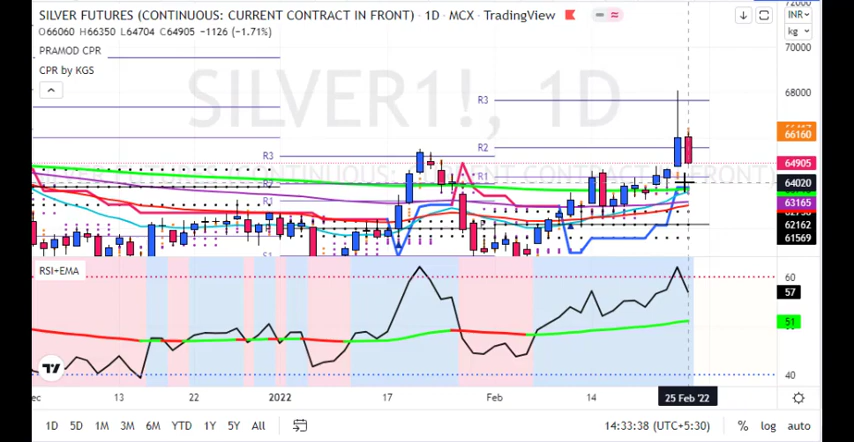 SILVER FUTURES (CONTINUOUS: CURRENT CONTRACT IN FRONT) · 1D · MCX · TradingView
O66060 H66350 L64704 C64905 −1126 (−1.71%)
PRAMOD CPR
CPR by KGS
SILVER1!, 1D
INR
kg
72000
70000
68000
66160
64905
64020
63165
62162
61569
R3
R2
R1
R3
R1
S1
RSI+EMA
60
57
51
40
13
22
2022
17
Feb
14
25 Feb '22
1D 5D 1M 3M 6M YTD 1Y 5Y All
14:33:38 (UTC+5:30) % log auto